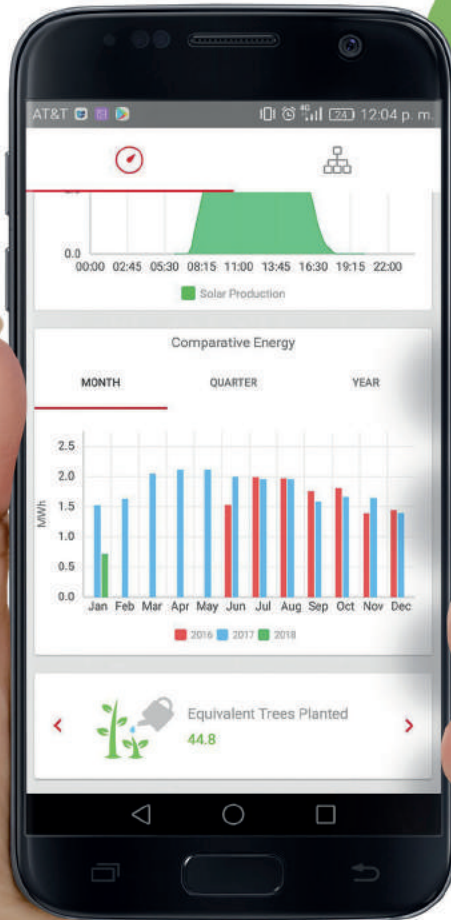 AT&T 4G 24 12:04 p. m.
0.0
00:00 02:45 05:30 08:15 11:00 13:45 16:30 19:15 22:00
Solar Production
Comparative Energy
MONTH QUARTER YEAR
MWh
2.5
2.0
1.5
1.0
0.5
0.0
Jan Feb Mar Apr May Jun Jul Aug Sep Oct Nov Dec
2016 2017 2018
< Equivalent Trees Planted >
44.8